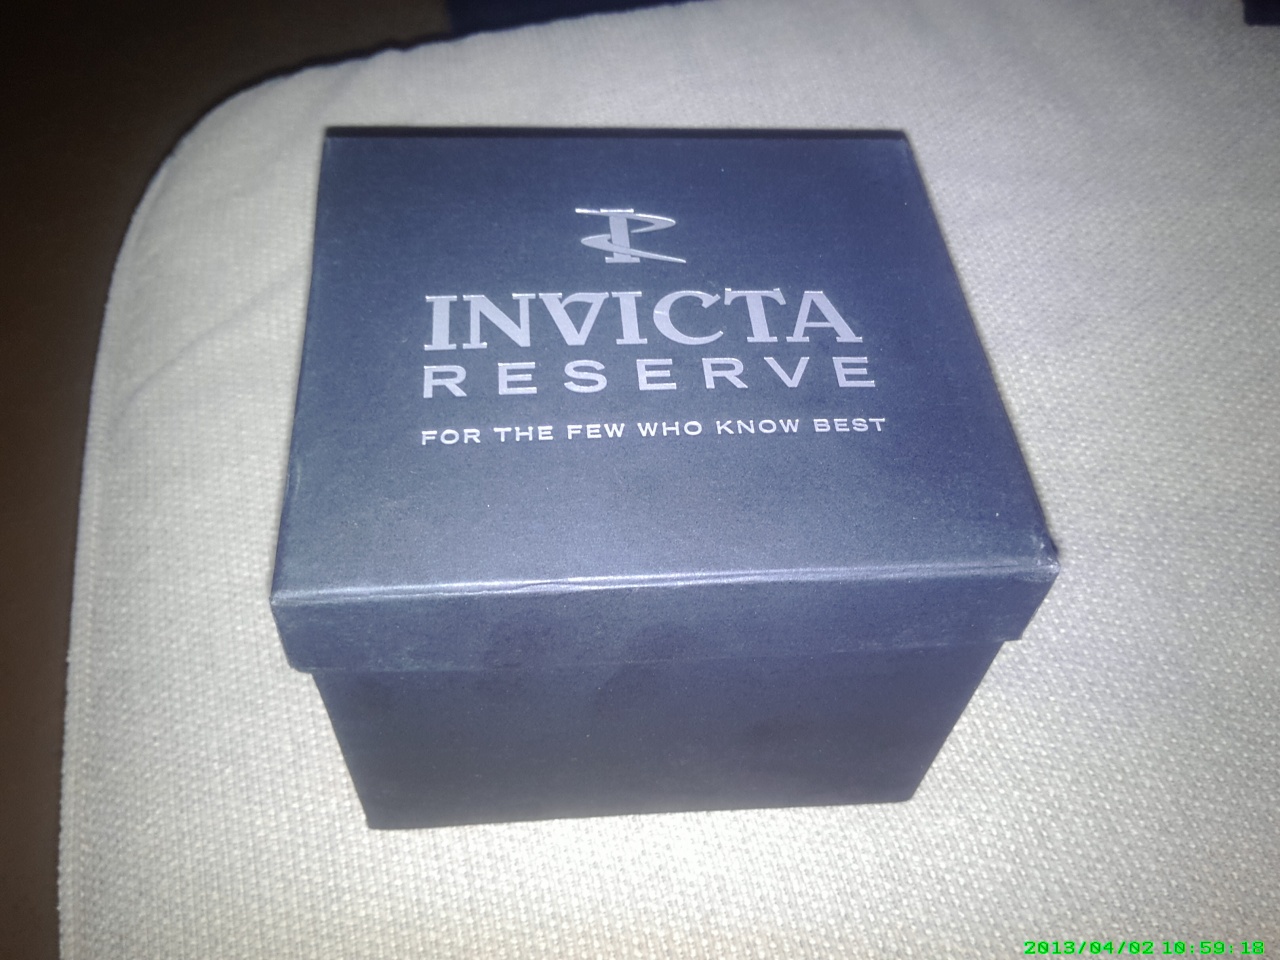 INVICTA
RESERVE
FOR THE FEW WHO KNOW BEST
2013/04/02 10:59:18